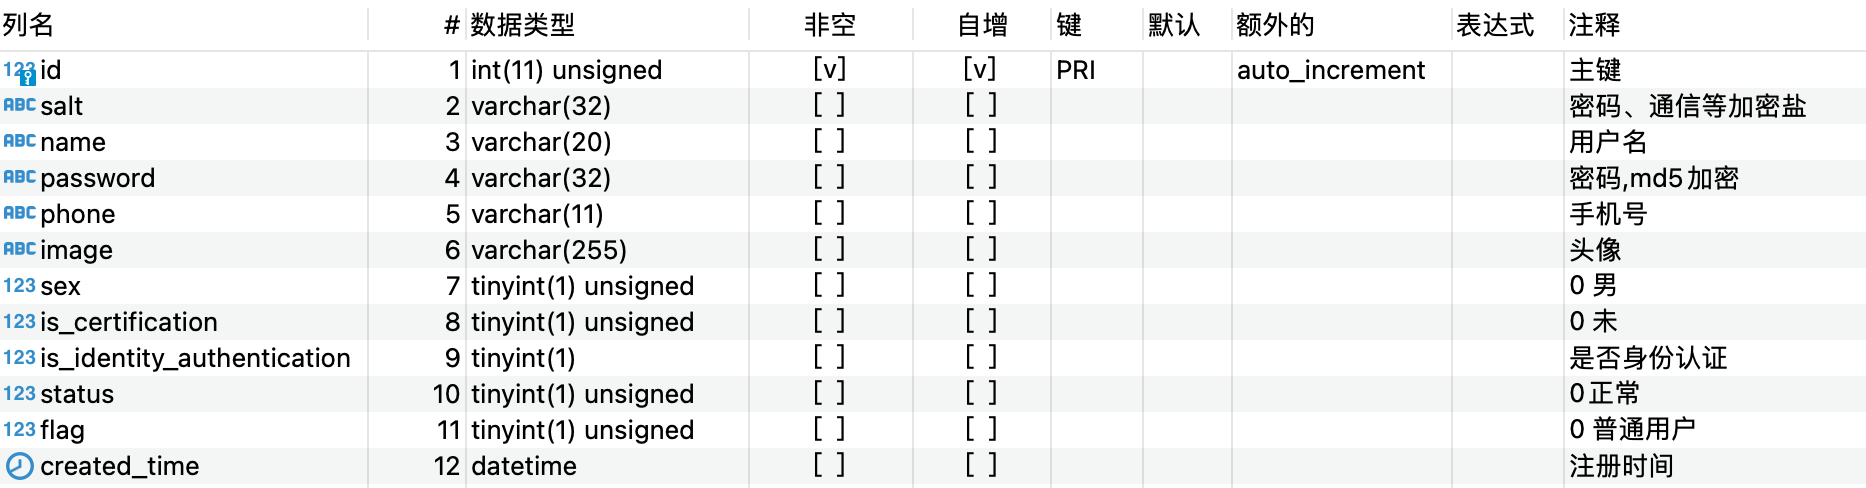 列名 # 数据类型 非空 自增 键 默认 额外的 表达式 注释
123 id 1 int(11) unsigned [v] [v] PRI auto_increment 主键
ABC salt 2 varchar(32) [ ] [ ] 密码、通信等加密盐
ABC name 3 varchar(20) [ ] [ ] 用户名
ABC password 4 varchar(32) [ ] [ ] 密码,md5加密
ABC phone 5 varchar(11) [ ] [ ] 手机号
ABC image 6 varchar(255) [ ] [ ] 头像
123 sex 7 tinyint(1) unsigned [ ] [ ] 0 男
123 is_certification 8 tinyint(1) unsigned [ ] [ ] 0 未
123 is_identity_authentication 9 tinyint(1) [ ] [ ] 是否身份认证
123 status 10 tinyint(1) unsigned [ ] [ ] 0正常
123 flag 11 tinyint(1) unsigned [ ] [ ] 0 普通用户
created_time 12 datetime [ ] [ ] 注册时间